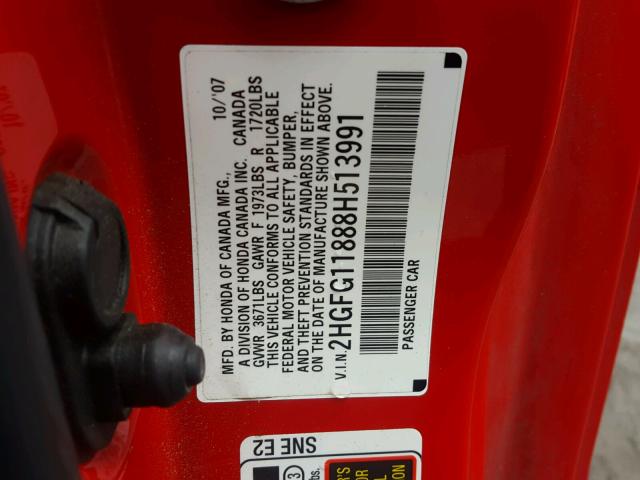 MFD. BY HONDA OF CANADA MFG., 10/'07
A DIVISION OF HONDA CANADA INC. CANADA
GVWR 3671LBS GAWR F 1973LBS R 1720LBS
THIS VEHICLE CONFORMS TO ALL APPLICABLE
FEDERAL MOTOR VEHICLE SAFETY, BUMPER,
AND THEFT PREVENTION STANDARDS IN EFFECT
ON THE DATE OF MANUFACTURE SHOWN ABOVE.
V.I.N. 2HGFG11888H513991
PASSENGER CAR
SNE E2